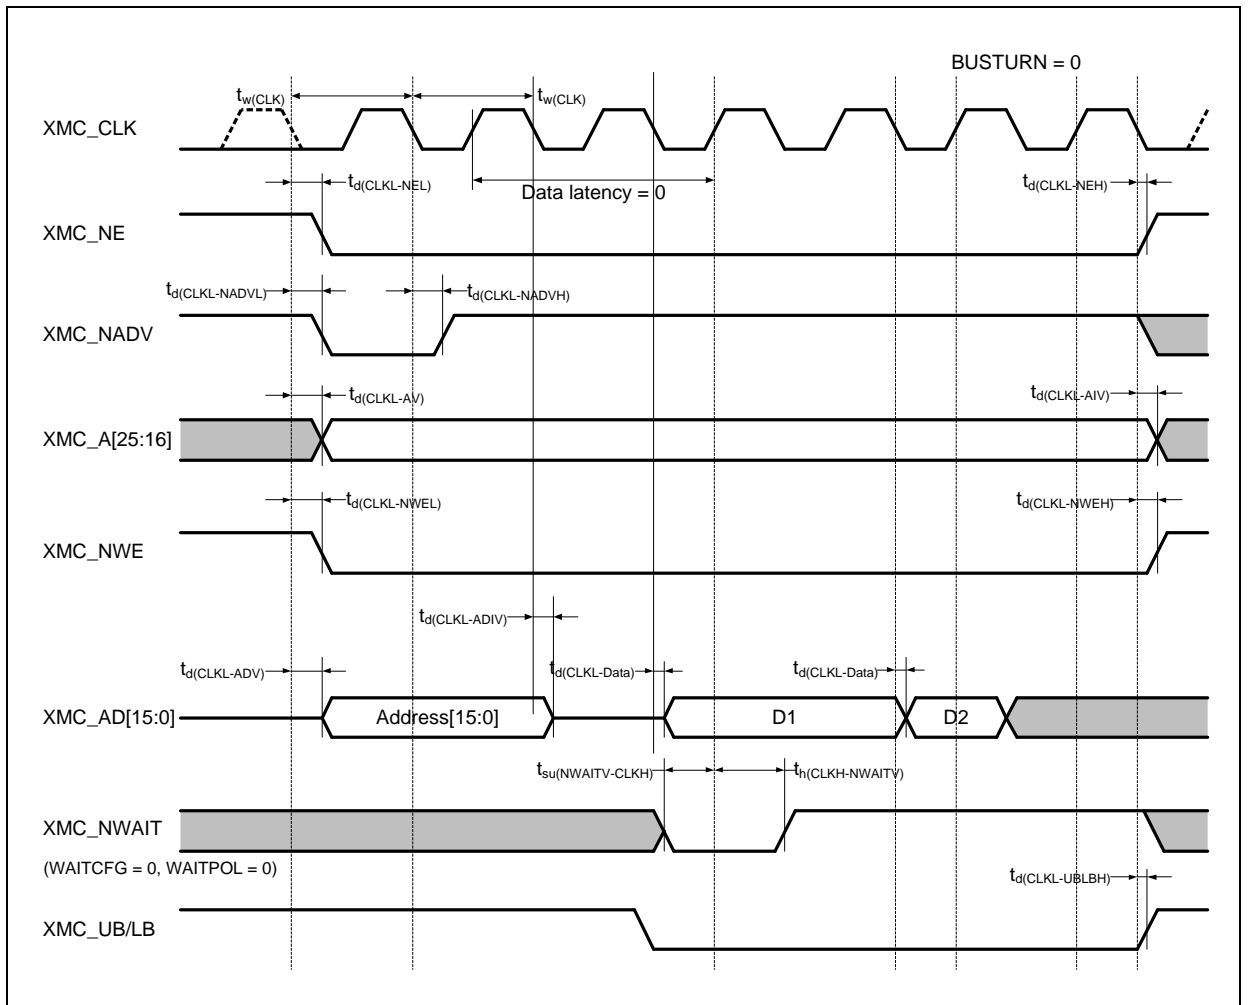 BUSTURN = 0
tw(CLK) tw(CLK)
XMC_CLK
td(CLKL-NEL) td(CLKL-NEH)
Data latency = 0
XMC_NE
td(CLKL-NADVL) td(CLKL-NADVH)
XMC_NADV
td(CLKL-AV) td(CLKL-AIV)
XMC_A[25:16]
td(CLKL-NWEL) td(CLKL-NWEH)
XMC_NWE
td(CLKL-ADIV)
td(CLKL-ADV) td(CLKL-Data) td(CLKL-Data)
XMC_AD[15:0] Address[15:0] D1 D2
tsu(NWAITV-CLKH) th(CLKH-NWAITV)
XMC_NWAIT
(WAITCFG = 0, WAITPOL = 0)
td(CLKL-UBLBH)
XMC_UB/LB